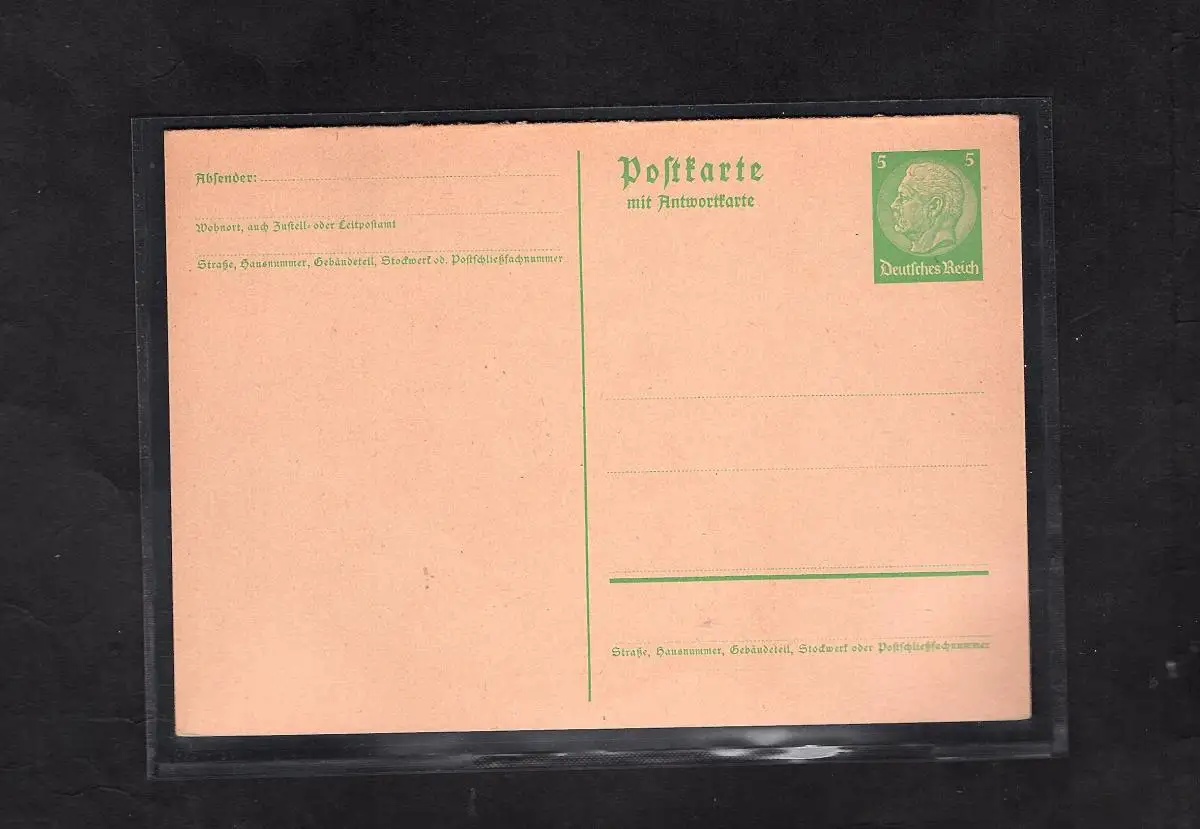 Absender:
Wohnort, auch Zustell- oder Leitpostamt
Straße, Hausnummer, Gebäudeteil, Stockwerk od. Postschließfachnummer
Postkarte
mit Antwortkarte
5 5
Deutsches Reich
Straße, Hausnummer, Gebäudeteil, Stockwerk oder Postschließfachnummer